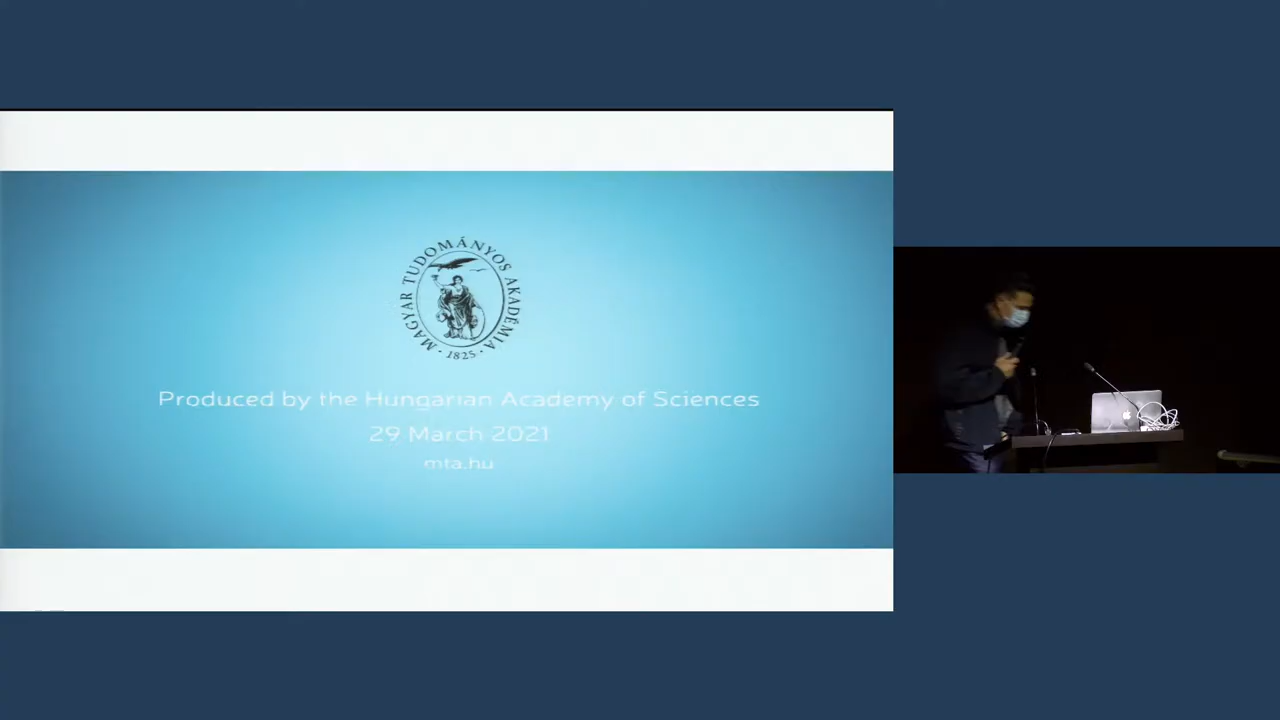 MAGYAR TUDOMÁNYOS AKADÉMIA
· 1825 ·
Produced by the Hungarian Academy of Sciences
29 March 2021
mta.hu